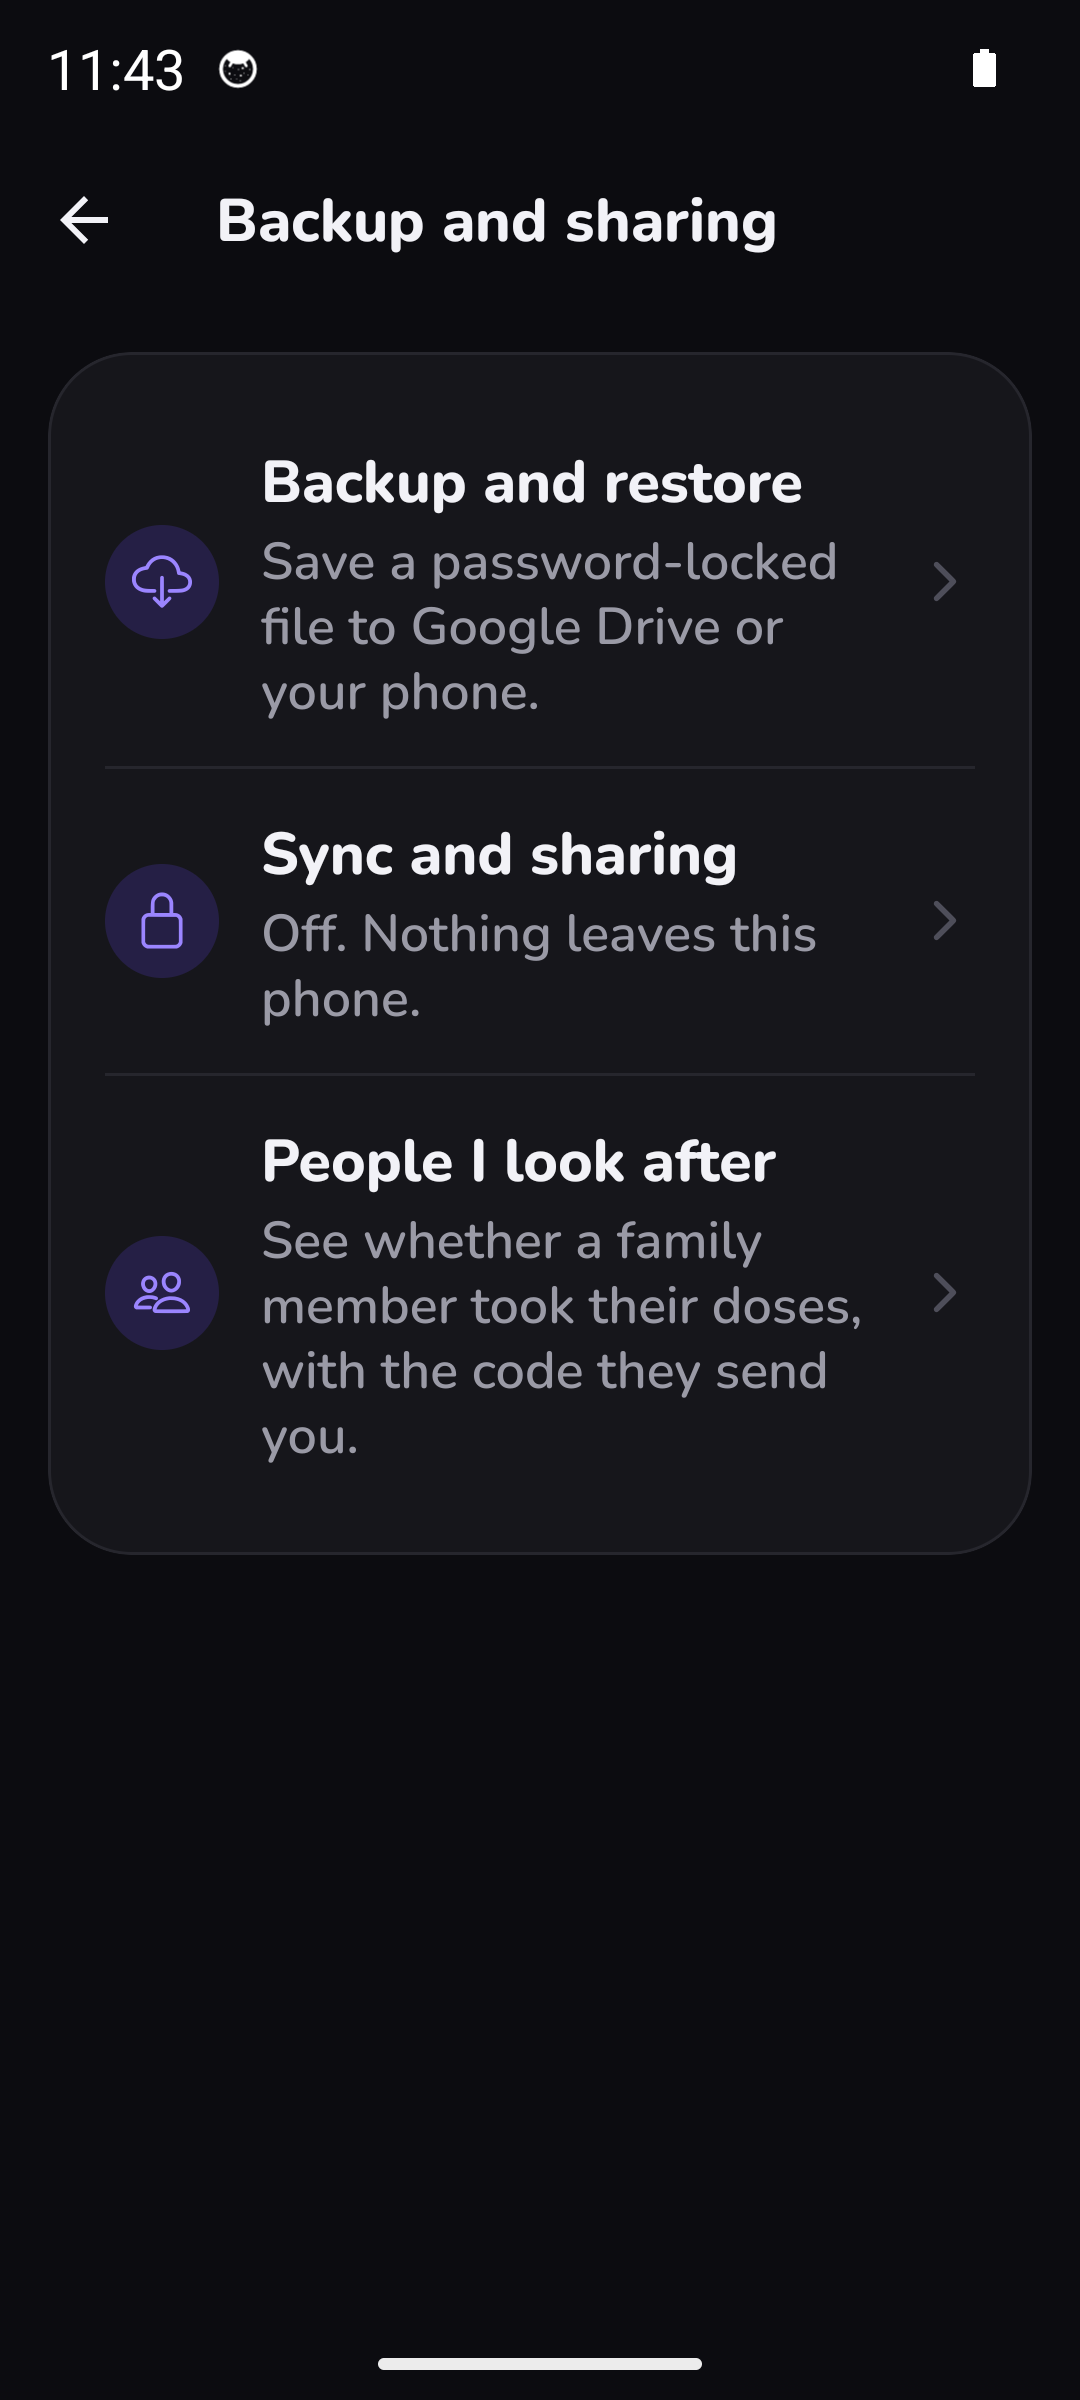 11:43
Backup and sharing
Backup and restore
Save a password-locked
file to Google Drive or
your phone.
Sync and sharing
Off. Nothing leaves this
phone.
People I look after
See whether a family
member took their doses,
with the code they send
you.